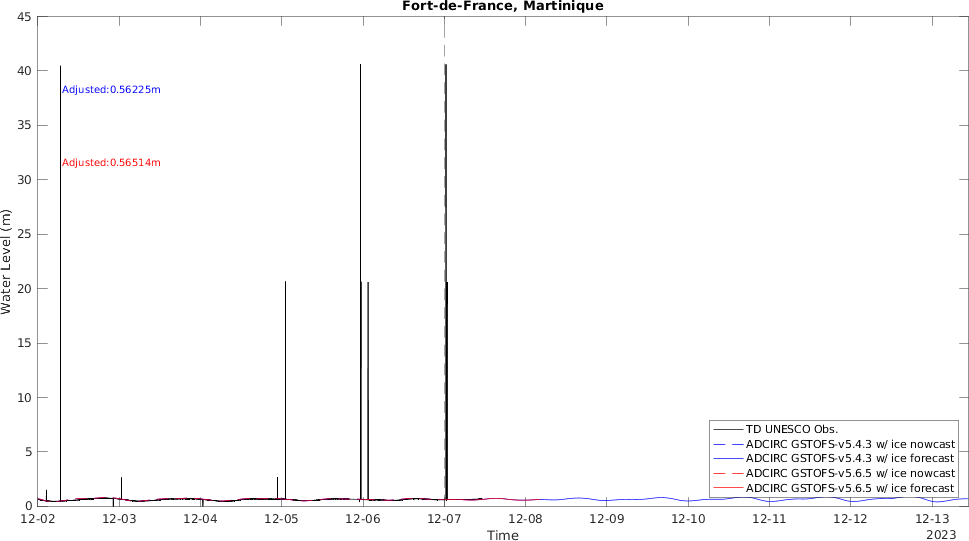 Fort-de-France, Martinique
45
40
35
30
25
20
15
10
5
0
Water Level (m)
Adjusted:0.56225m
Adjusted:0.56514m
TD UNESCO Obs.
ADCIRC GSTOFS-v5.4.3 w/ ice nowcast
ADCIRC GSTOFS-v5.4.3 w/ ice forecast
ADCIRC GSTOFS-v5.6.5 w/ ice nowcast
ADCIRC GSTOFS-v5.6.5 w/ ice forecast
12-02 12-03 12-04 12-05 12-06 12-07 12-08 12-09 12-10 12-11 12-12 12-13
2023
Time